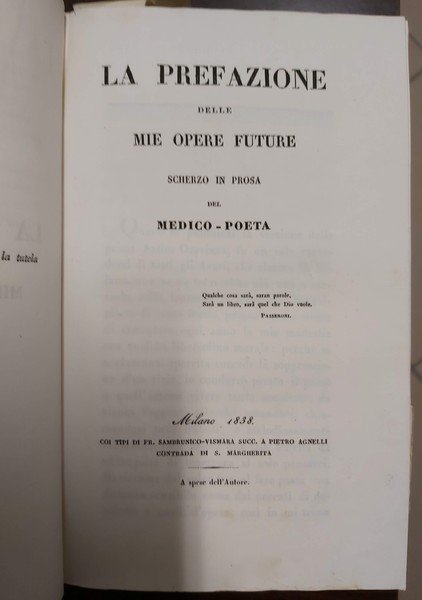 la tutela
LA PREFAZIONE
DELLE
MIE OPERE FUTURE
SCHERZO IN PROSA
DEL
MEDICO-POETA
Qualche cosa sarà, saran parole,
Sarà un libro, sarà quel che Dio vuole.
PASSERONI.
Milano 1838.
COI TIPI DI FR. SAMBRUNICO-VISMARA SUCC. A PIETRO AGNELLI
CONTRADA DI S. MARGHERITA
A spese dell'Autore.